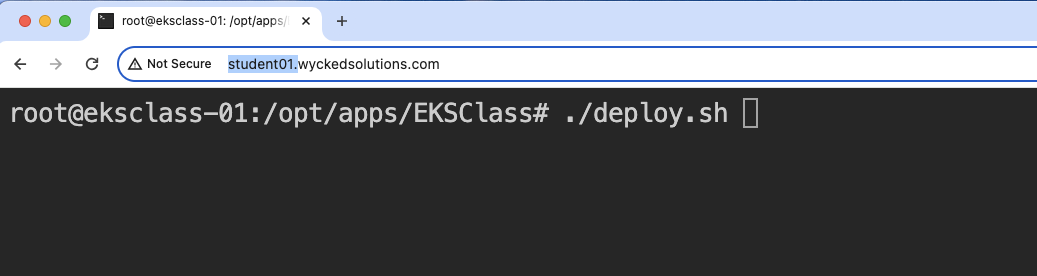 root@eksclass-01: /opt/apps/
Not Secure student01.wyckedsolutions.com
root@eksclass-01:/opt/apps/EKSClass# ./deploy.sh